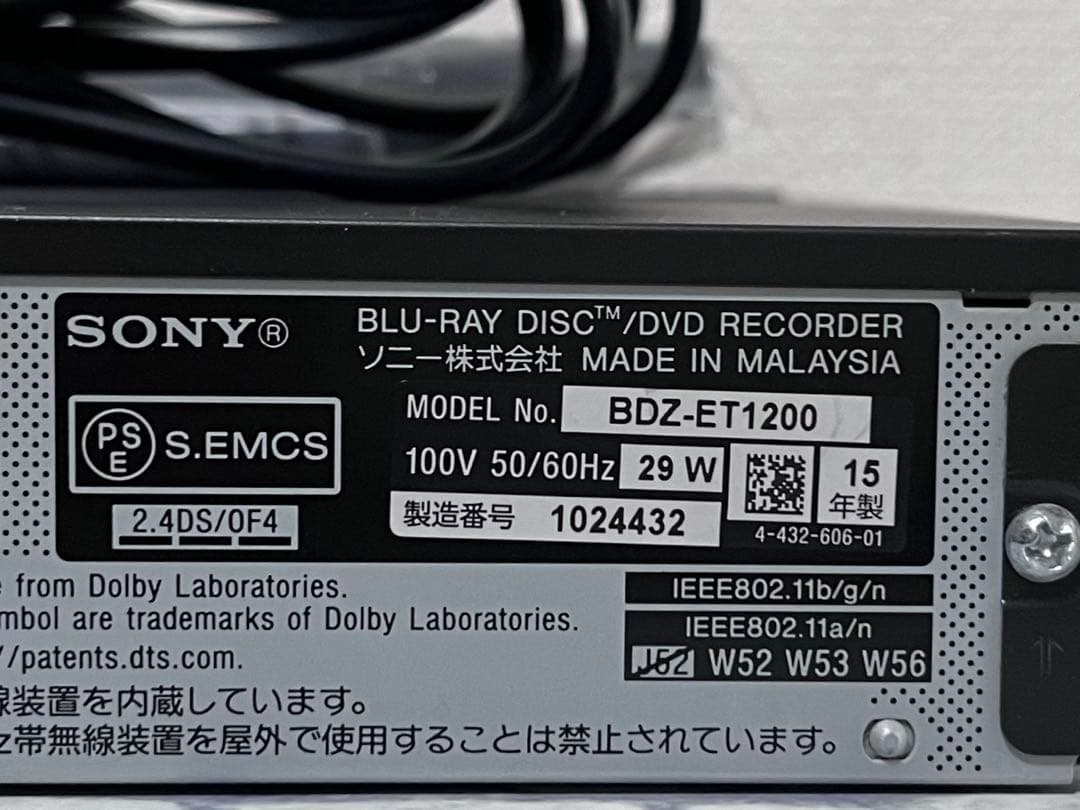 SONY®
BLU-RAY DISC™/DVD RECORDER
ソニー株式会社 MADE IN MALAYSIA
PSE S.EMCS
MODEL No. BDZ-ET1200
100V 50/60Hz 29 W
15年製
2.4DS/OF4
製造番号 1024432
4-432-606-01
from Dolby Laboratories.
mbol are trademarks of Dolby Laboratories.
//patents.dts.com.
線装置を内蔵しています。
z帯無線装置を屋外で使用することは禁止されています。
IEEE802.11b/g/n
IEEE802.11a/n
J52 W52 W53 W56